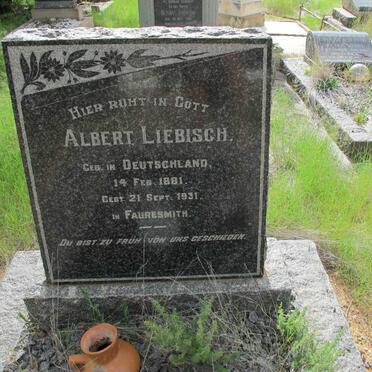 Hier ruht in Gott
Albert Liebisch.
Geb. in Deutschland,
14 Feb. 1881.
Gest 21 Sept. 1931.
in Fauresmith.
Du bist zu früh von uns geschieden.